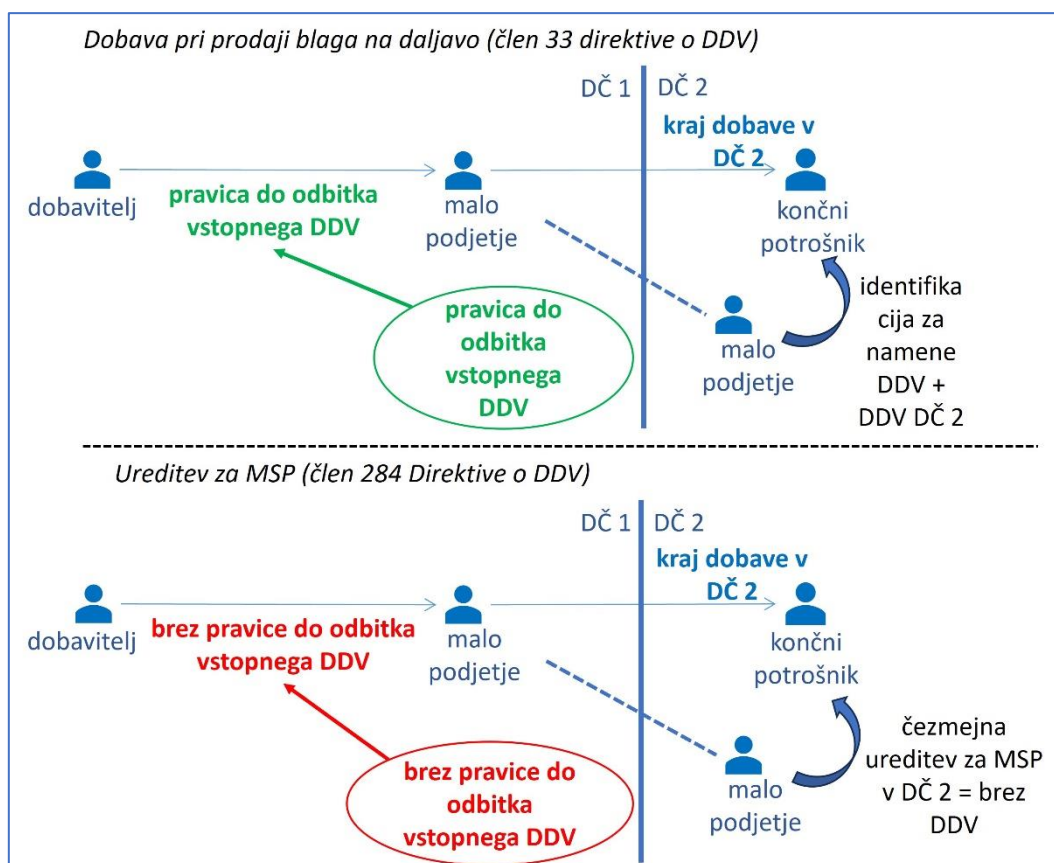 Dobava pri prodaji blaga na daljavo (člen 33 direktive o DDV)
DČ 1
DČ 2
kraj dobave v
DČ 2
dobavitelj
pravica do odbitka
vstopnega DDV
malo
podjetje
končni
potrošnik
pravica do
odbitka
vstopnega
DDV
malo
podjetje
identifika
cija za
namene
DDV +
DDV DČ 2
Ureditev za MSP (člen 284 Direktive o DDV)
DČ 1
DČ 2
kraj dobave v
DČ 2
dobavitelj
brez pravice do odbitka
vstopnega DDV
malo
podjetje
končni
potrošnik
brez pravice do
odbitka
vstopnega DDV
malo
podjetje
čezmejna
ureditev za MSP
v DČ 2 = brez
DDV